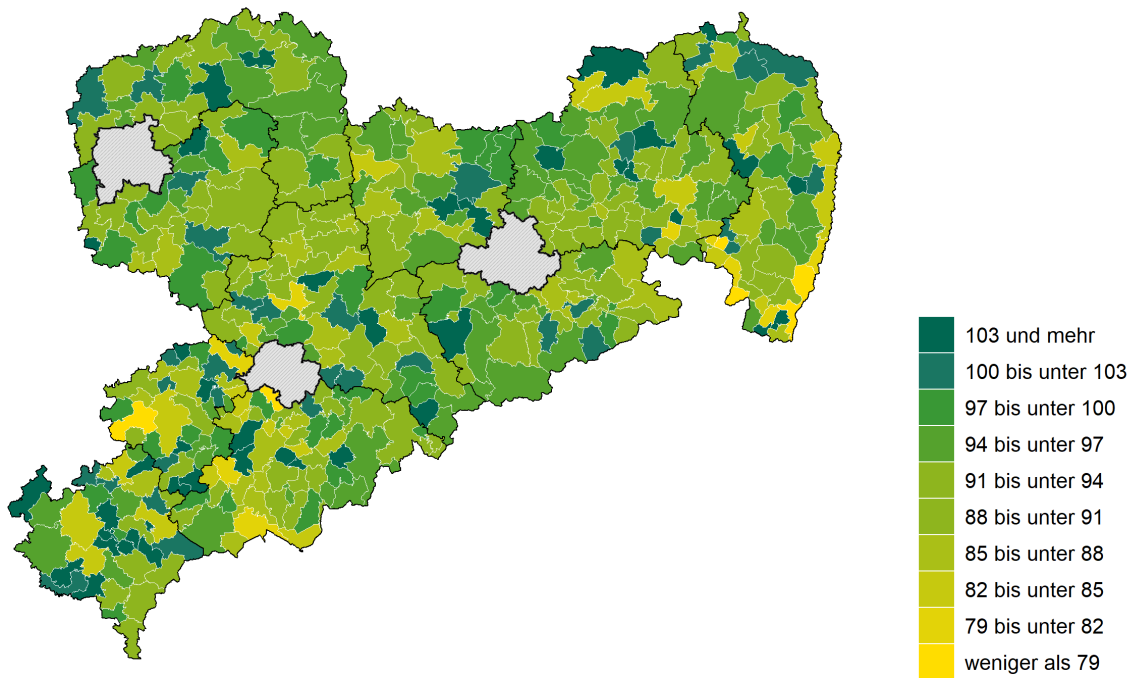 103 und mehr
100 bis unter 103
97 bis unter 100
94 bis unter 97
91 bis unter 94
88 bis unter 91
85 bis unter 88
82 bis unter 85
79 bis unter 82
weniger als 79